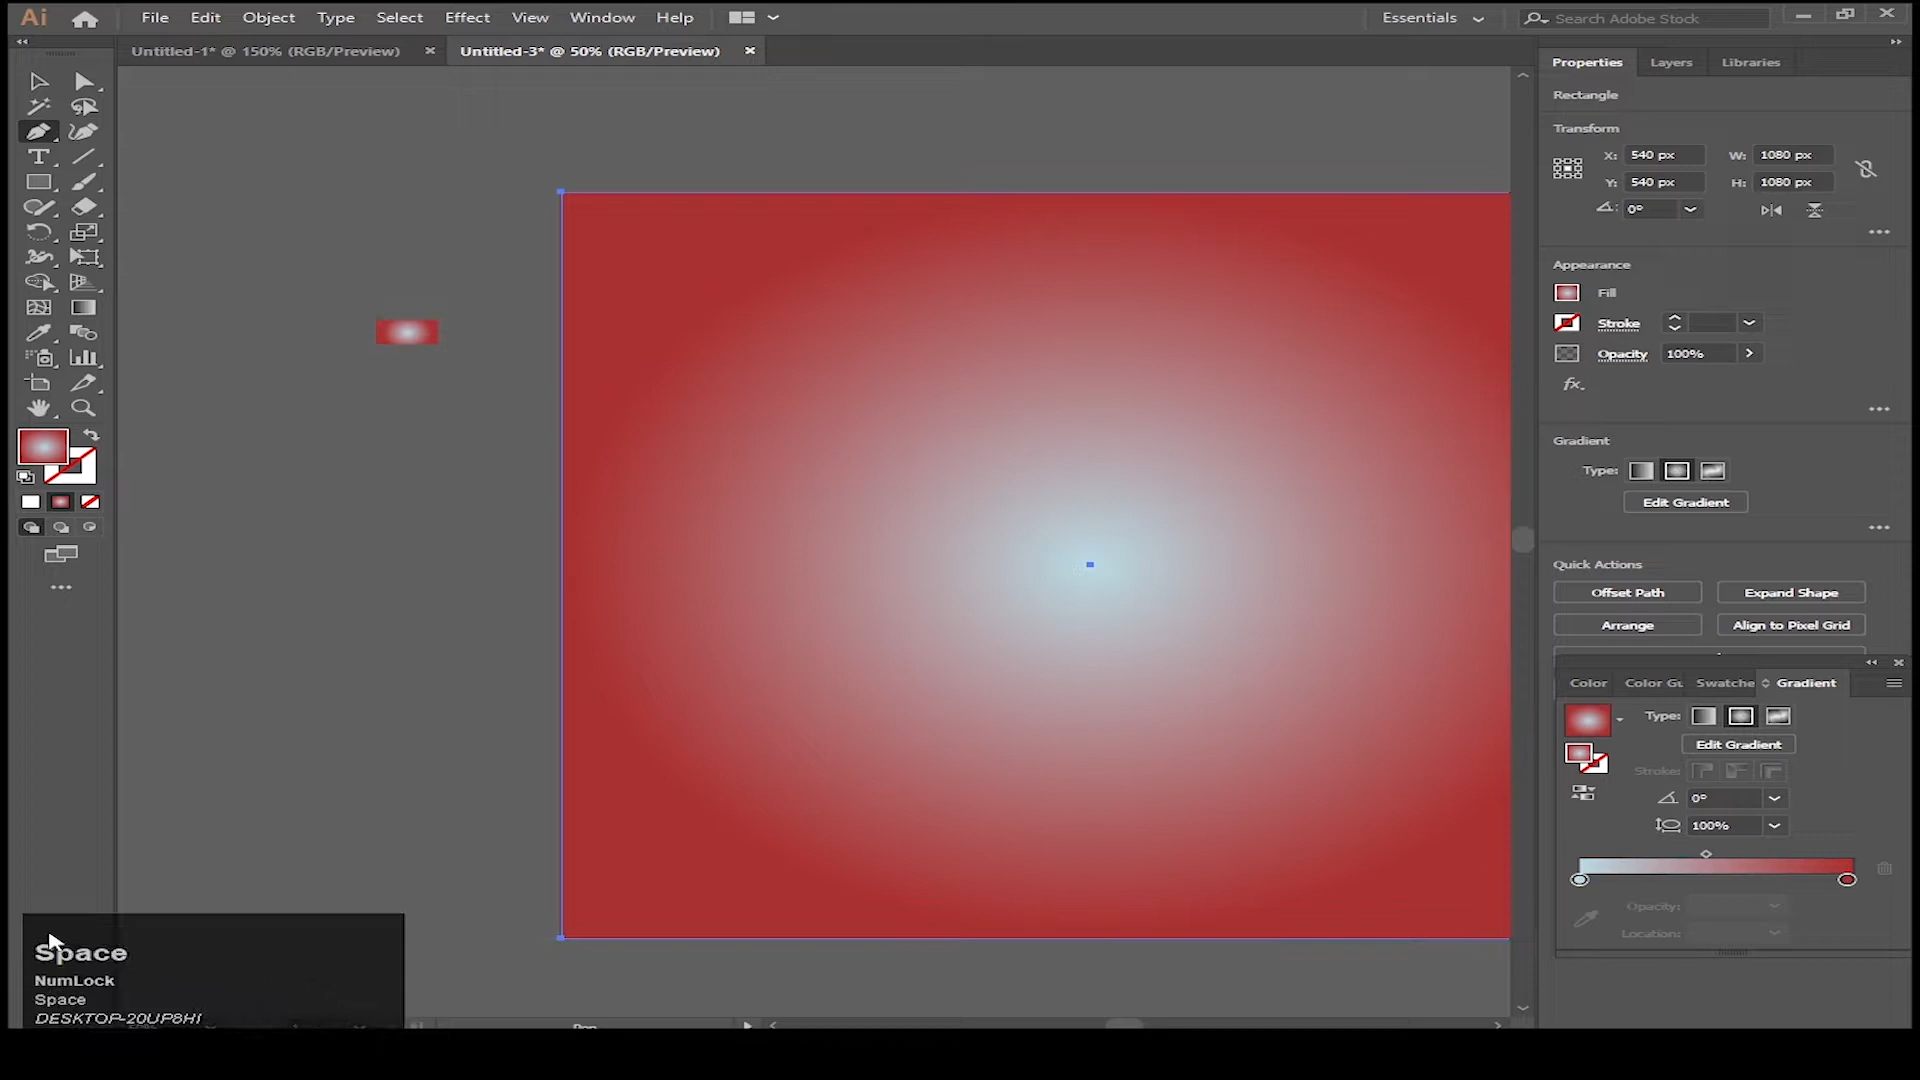 Ai File Edit Object Type Select Effect View Window Help Essentials Search Adobe Stock
Untitled-1* @ 150% (RGB/Preview) Untitled-3* @ 50% (RGB/Preview)
Properties Layers Libraries
Rectangle
Transform
X: 540 px W: 1080 px
Y: 540 px H: 1080 px
0°
Appearance
Fill
Stroke
Opacity 100%
fx.
Gradient
Type:
Edit Gradient
Quick Actions
Offset Path Expand Shape
Arrange Align to Pixel Grid
Color Color Gu Swatche Gradient
Type:
Edit Gradient
Stroke:
0°
100%
Opacity:
Location:
Space
NumLock
Space
DESKTOP-20UP8HI
Pen